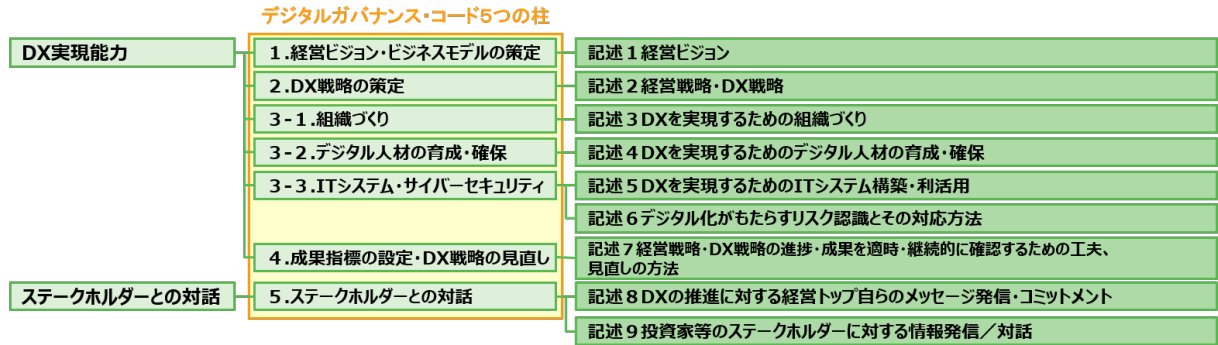 デジタルガバナンス・コード5つの柱
DX実現能力
1.経営ビジョン・ビジネスモデルの策定
記述1経営ビジョン
2.DX戦略の策定
記述2経営戦略・DX戦略
3-1.組織づくり
記述3DXを実現するための組織づくり
3-2.デジタル人材の育成・確保
記述4DXを実現するためのデジタル人材の育成・確保
3-3.ITシステム・サイバーセキュリティ
記述5DXを実現するためのITシステム構築・利活用
記述6デジタル化がもたらすリスク認識とその対応方法
4.成果指標の設定・DX戦略の見直し
記述7経営戦略・DX戦略の進捗・成果を適時・継続的に確認するための工夫、
見直しの方法
ステークホルダーとの対話
5.ステークホルダーとの対話
記述8DXの推進に対する経営トップ自らのメッセージ発信・コミットメント
記述9投資家等のステークホルダーに対する情報発信/対話